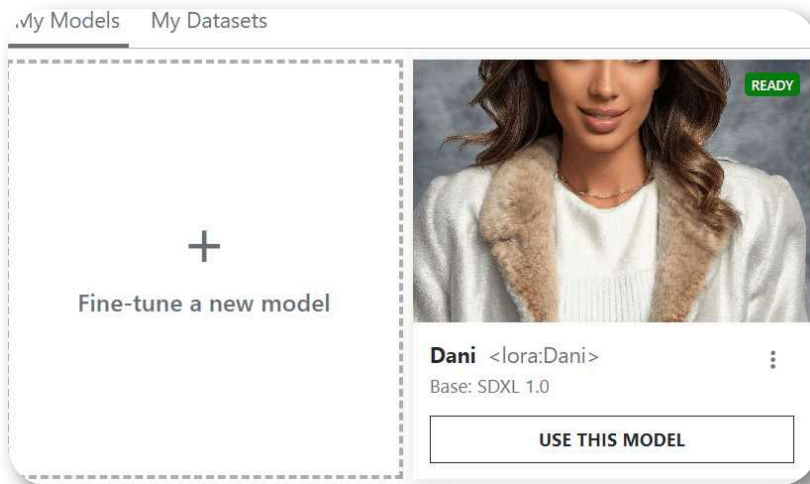 My Models My Datasets
READY
+
Fine-tune a new model
Dani <lora:Dani>
Base: SDXL 1.0
USE THIS MODEL